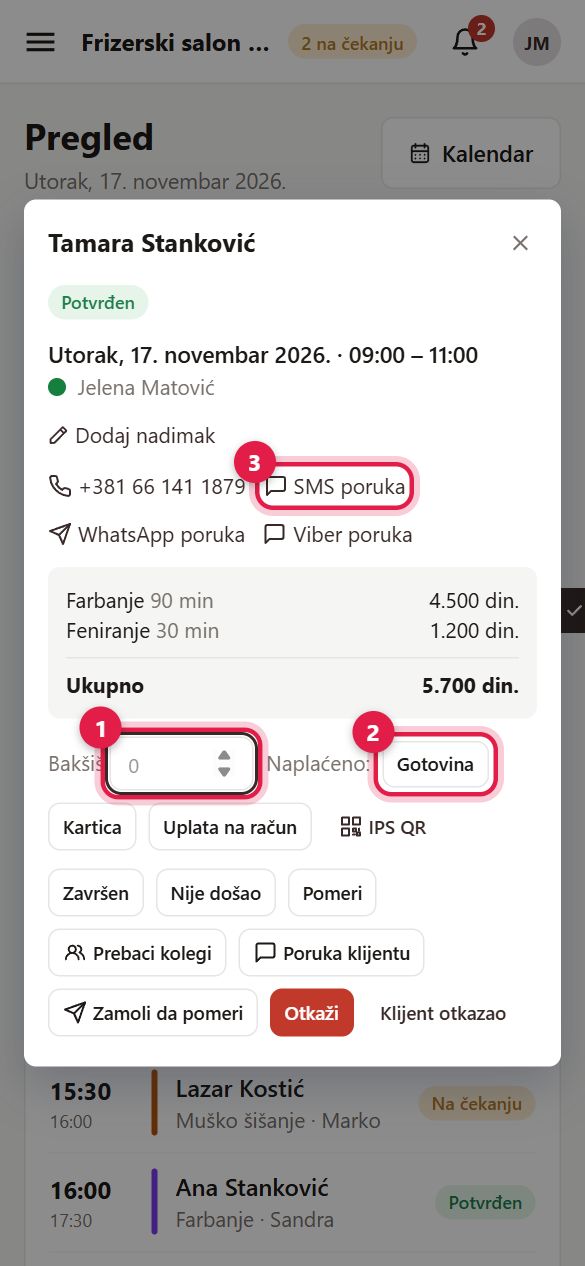 Frizerski salon ...
2 na čekanju
2
JM
Pregled
Utorak, 17. novembar 2026.
Kalendar
Tamara Stanković
Potvrđen
Utorak, 17. novembar 2026. · 09:00 – 11:00
Jelena Matović
Dodaj nadimak
3
+381 66 141 1879
SMS poruka
WhatsApp poruka
Viber poruka
Farbanje 90 min 4.500 din.
Feniranje 30 min 1.200 din.
Ukupno 5.700 din.
1
2
Bakšiš
0
Naplaćeno:
Gotovina
Kartica
Uplata na račun
IPS QR
Završen
Nije došao
Pomeri
Prebaci kolegi
Poruka klijentu
Zamoli da pomeri
Otkaži
Klijent otkazao
15:30
Lazar Kostić
Na čekanju
16:00
Muško šišanje · Marko
16:00
Ana Stanković
Potvrđen
17:30
Farbanje · Sandra